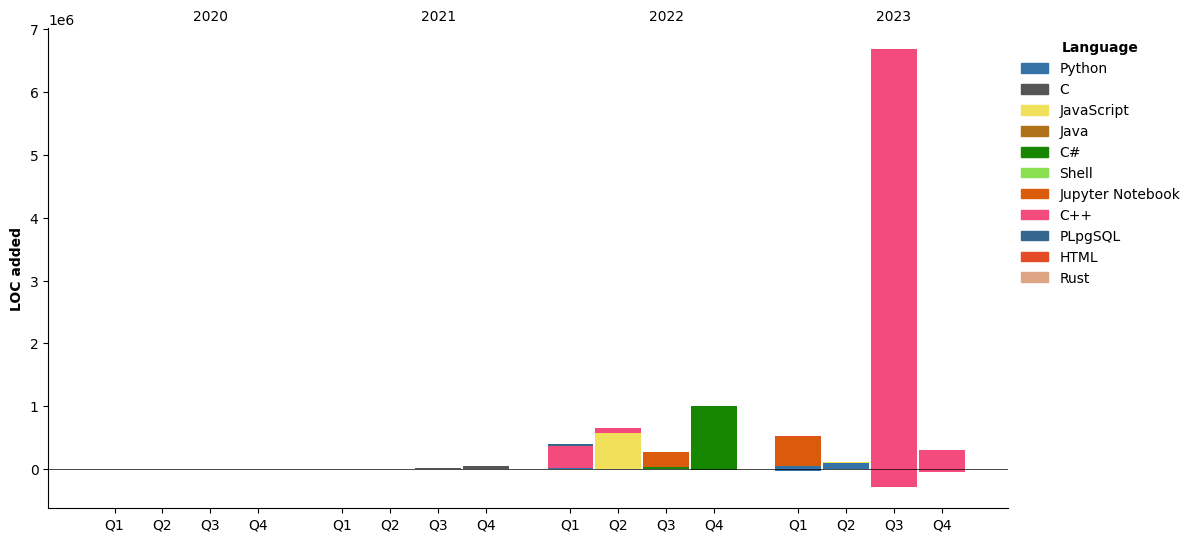 1e6
2020 2021 2022 2023
7
6
5
4
3
2
1
0
LOC added
Q1 Q2 Q3 Q4 Q1 Q2 Q3 Q4 Q1 Q2 Q3 Q4 Q1 Q2 Q3 Q4
Language
Python
C
JavaScript
Java
C#
Shell
Jupyter Notebook
C++
PLpgSQL
HTML
Rust